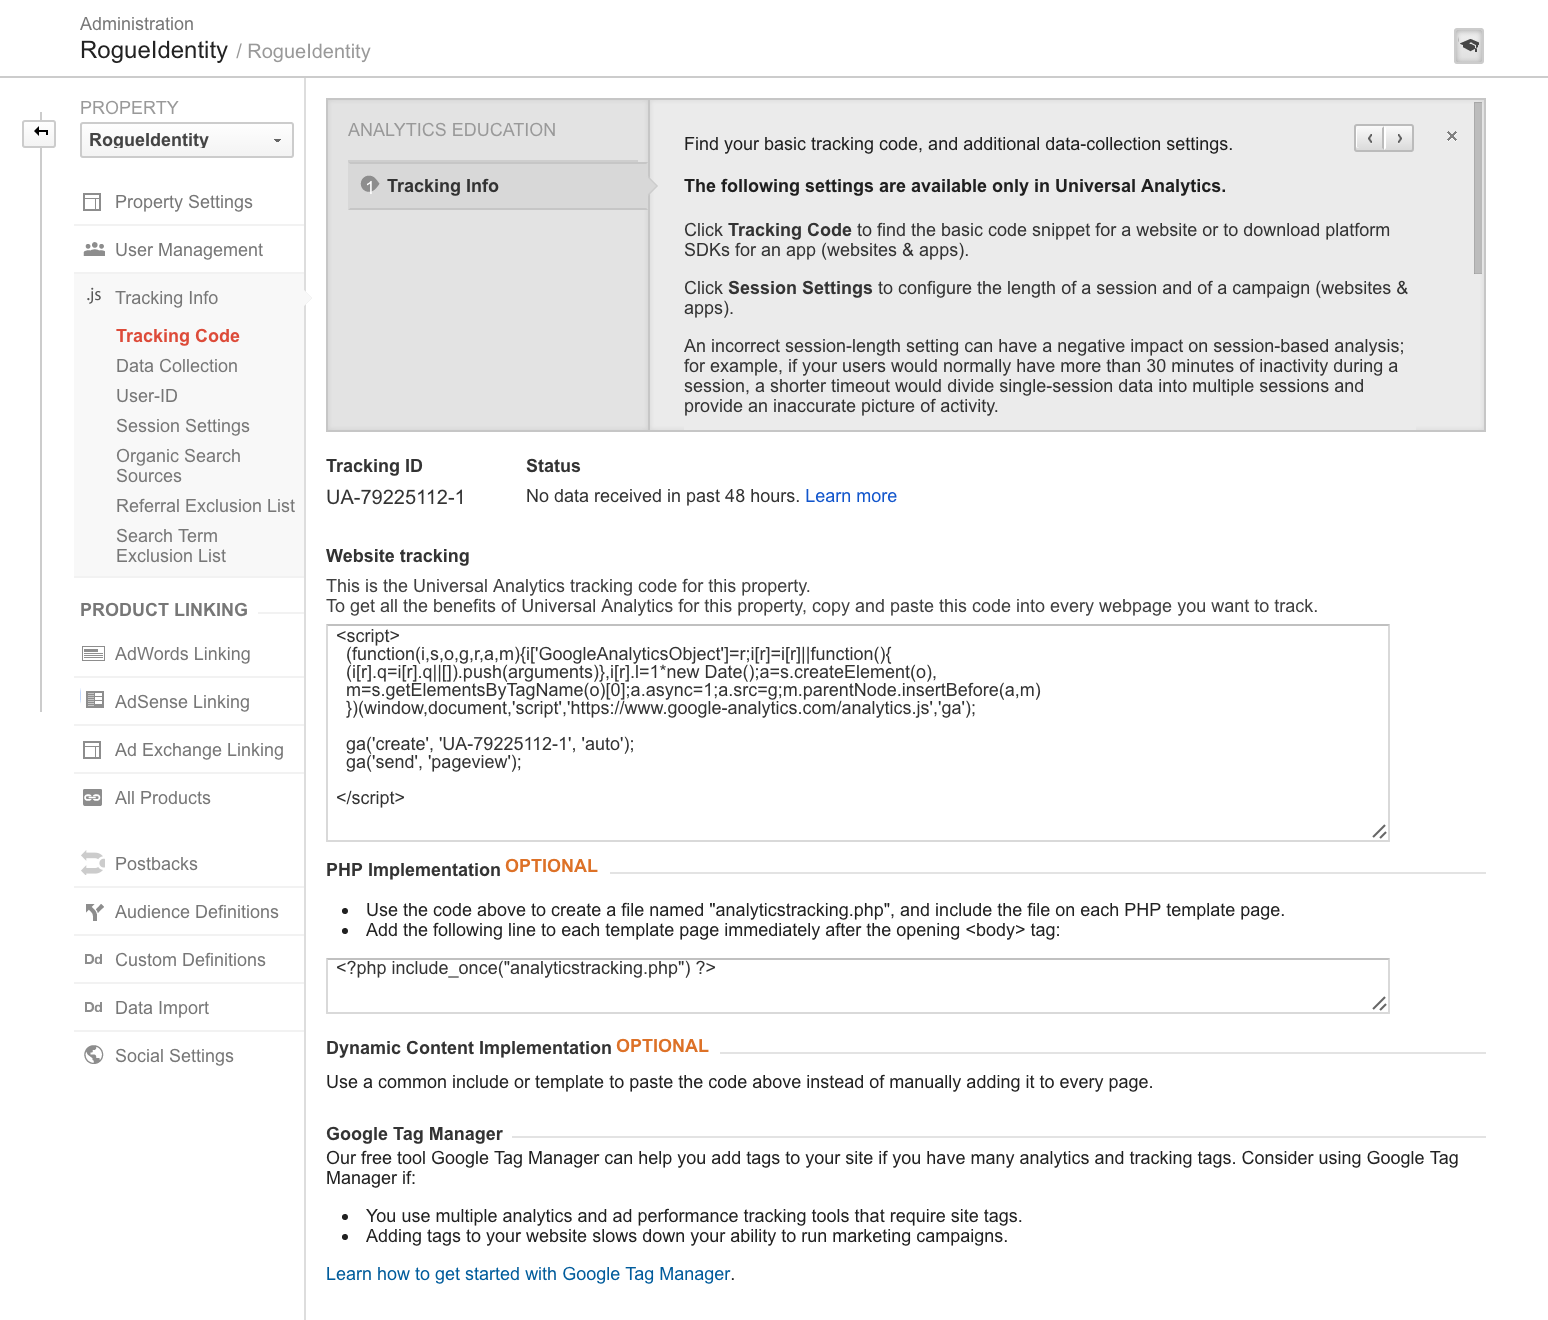 Administration
RogueIdentity / RogueIdentity
PROPERTY
RogueIdentity
Property Settings
User Management
.js Tracking Info
Tracking Code
Data Collection
User-ID
Session Settings
Organic Search
Sources
Referral Exclusion List
Search Term
Exclusion List
PRODUCT LINKING
AdWords Linking
AdSense Linking
Ad Exchange Linking
All Products
Postbacks
Audience Definitions
Dd Custom Definitions
Dd Data Import
Social Settings
ANALYTICS EDUCATION
1 Tracking Info
Find your basic tracking code, and additional data-collection settings.
The following settings are available only in Universal Analytics.
Click Tracking Code to find the basic code snippet for a website or to download platform
SDKs for an app (websites & apps).
Click Session Settings to configure the length of a session and of a campaign (websites &
apps).
An incorrect session-length setting can have a negative impact on session-based analysis;
for example, if your users would normally have more than 30 minutes of inactivity during a
session, a shorter timeout would divide single-session data into multiple sessions and
provide an inaccurate picture of activity.
Tracking ID
UA-79225112-1
Status
No data received in past 48 hours. Learn more
Website tracking
This is the Universal Analytics tracking code for this property.
To get all the benefits of Universal Analytics for this property, copy and paste this code into every webpage you want to track.
<script>
(function(i,s,o,g,r,a,m){i['GoogleAnalyticsObject']=r;i[r]=i[r]||function(){
(i[r].q=i[r].q||[]).push(arguments)},i[r].l=1*new Date();a=s.createElement(o),
m=s.getElementsByTagName(o)[0];a.async=1;a.src=g;m.parentNode.insertBefore(a,m)
})(window,document,'script','https://www.google-analytics.com/analytics.js','ga');
ga('create', 'UA-79225112-1', 'auto');
ga('send', 'pageview');
</script>
PHP Implementation OPTIONAL
• Use the code above to create a file named "analyticstracking.php", and include the file on each PHP template page.
• Add the following line to each template page immediately after the opening <body> tag:
<?php include_once("analyticstracking.php") ?>
Dynamic Content Implementation OPTIONAL
Use a common include or template to paste the code above instead of manually adding it to every page.
Google Tag Manager
Our free tool Google Tag Manager can help you add tags to your site if you have many analytics and tracking tags. Consider using Google Tag
Manager if:
• You use multiple analytics and ad performance tracking tools that require site tags.
• Adding tags to your website slows down your ability to run marketing campaigns.
Learn how to get started with Google Tag Manager.